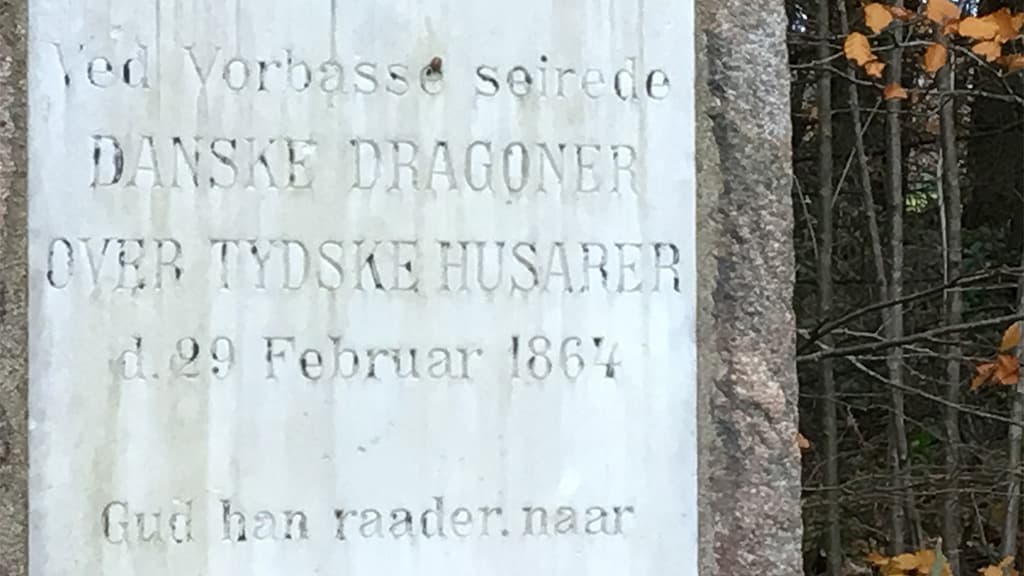 Ved Vorbasse seirede
DANSKE DRAGONER
OVER TYDSKE HUSARER
d. 29 Februar 1864
Gud han raader. naar